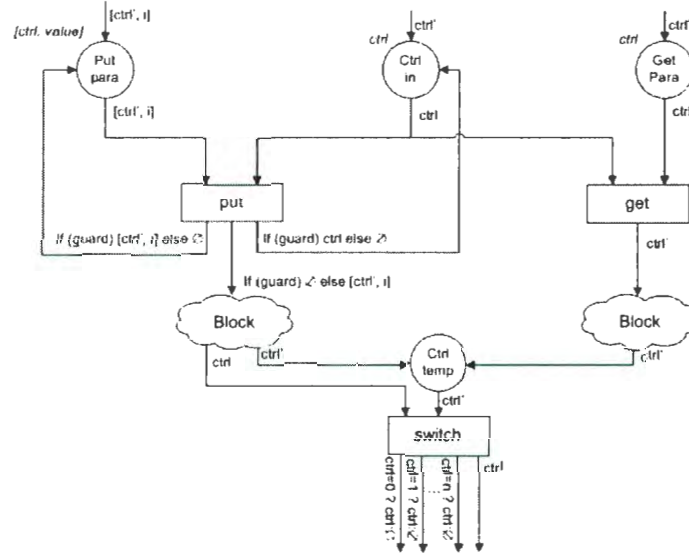 [ctrl', i]
ctrl'
ctrl'
[ctrl, value]
ctrl
ctrl
Put
para
Ctrl
in
Get
Para
[ctrl', i]
ctrl
ctrl
put
get
If (guard) [ctrl', i] else ∅
If (guard) ctrl else ∅
ctrl'
If (guard) ∅ else [ctrl', i]
Block
Block
ctrl
ctrl'
Ctrl
temp
ctrl'
ctrl'
switch
ctrl=0 ? ctrl:∅
ctrl=1 ? ctrl:∅
...
ctrl=n ? ctrl:∅
ctrl